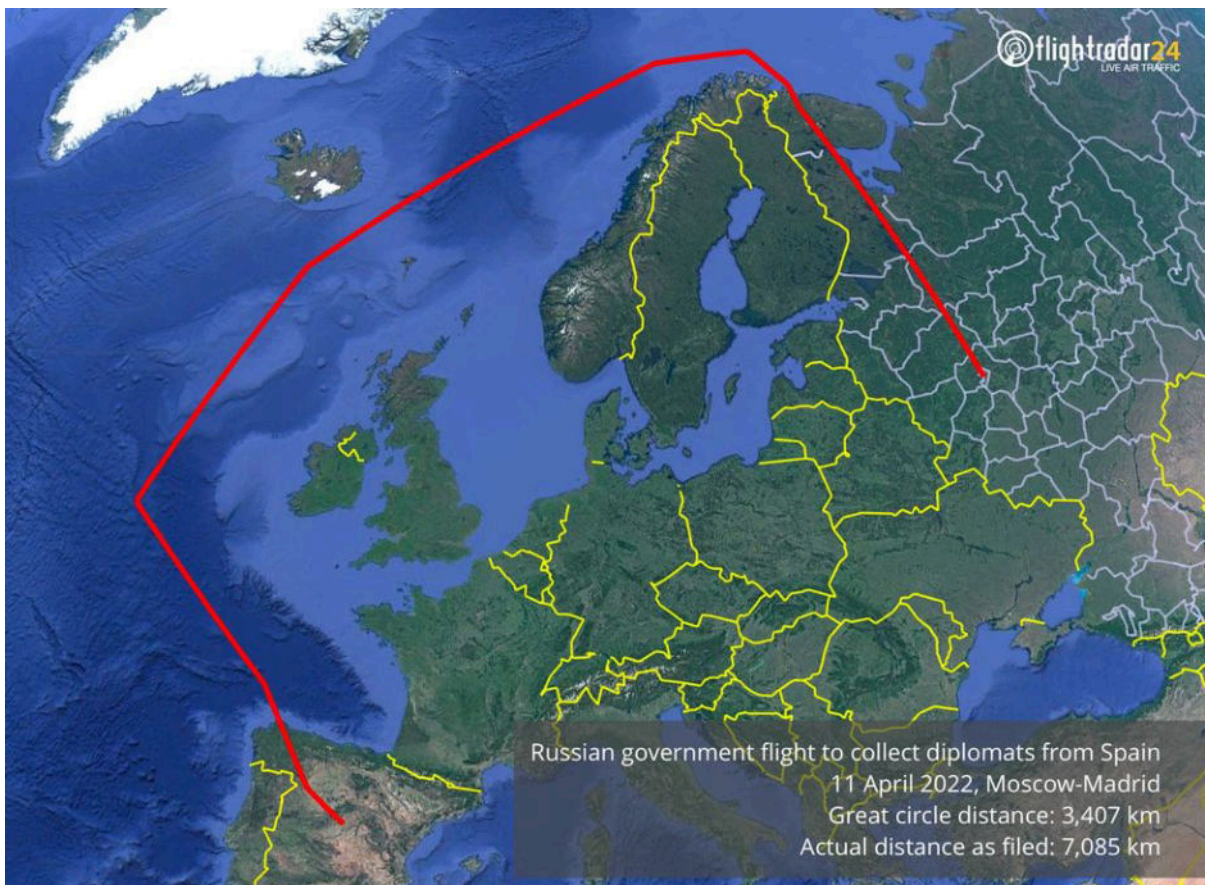 flightradar24
LIVE AIR TRAFFIC
Russian government flight to collect diplomats from Spain
11 April 2022, Moscow-Madrid
Great circle distance: 3,407 km
Actual distance as filed: 7,085 km